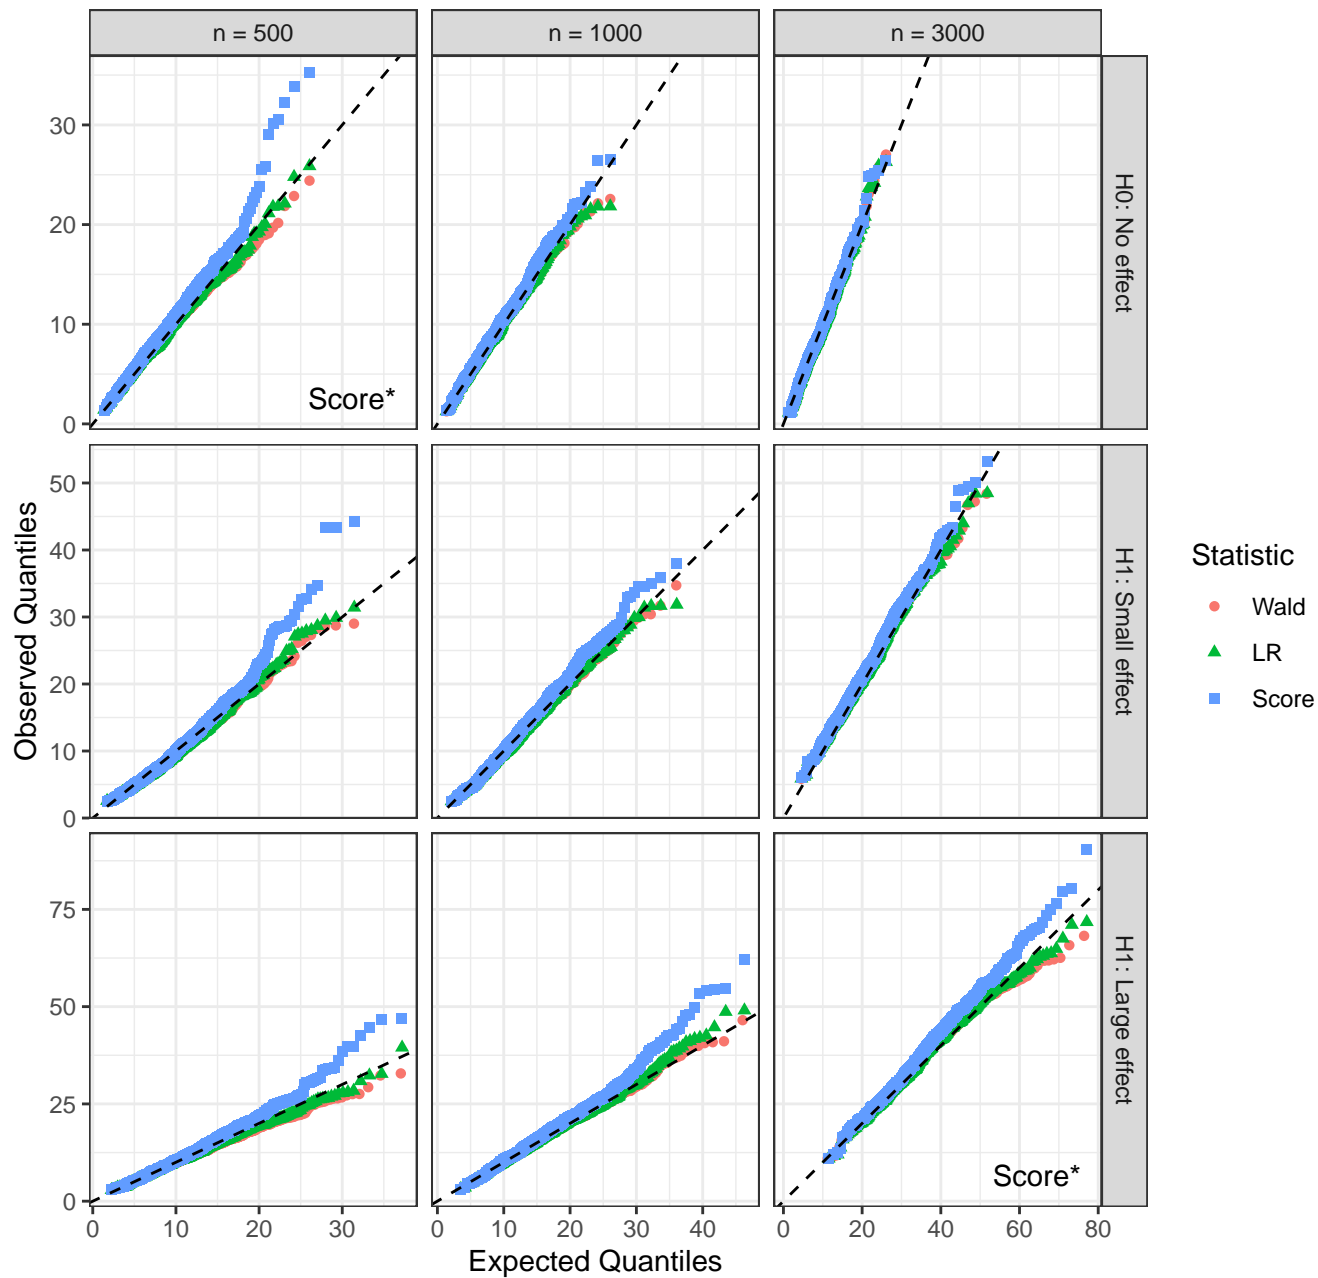 n = 500
n = 1000
n = 3000
30
20
10
0
Score*
H0: No effect
50
40
30
20
10
0
H1: Small effect
75
50
25
0
Score*
H1: Large effect
0 10 20 30
0 10 20 30 40
0 20 40 60 80
Expected Quantiles
Observed Quantiles
Statistic
Wald
LR
Score